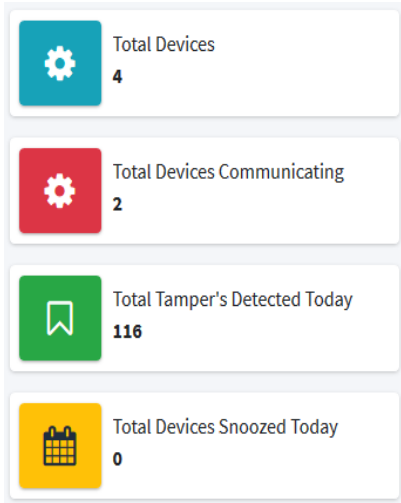 Total Devices
4
Total Devices Communicating
2
Total Tamper's Detected Today
116
Total Devices Snoozed Today
0